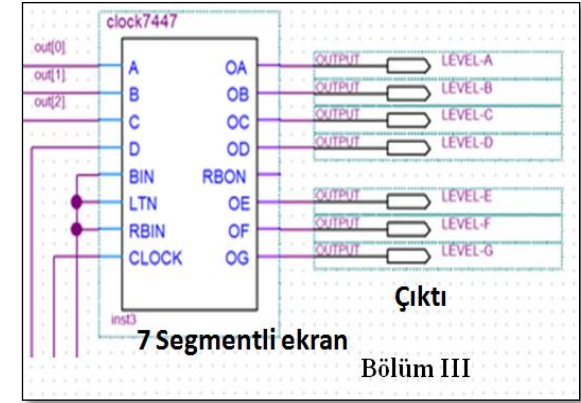 clock7447
out[0]
out[1]
out[2]
A OA OUTPUT LEVEL-A
B OB OUTPUT LEVEL-B
C OC OUTPUT LEVEL-C
D OD OUTPUT LEVEL-D
BIN RBON
LTN OE OUTPUT LEVEL-E
RBIN OF OUTPUT LEVEL-F
CLOCK OG OUTPUT LEVEL-G
inst3
Çıktı
7 Segmentli ekran
Bölüm III